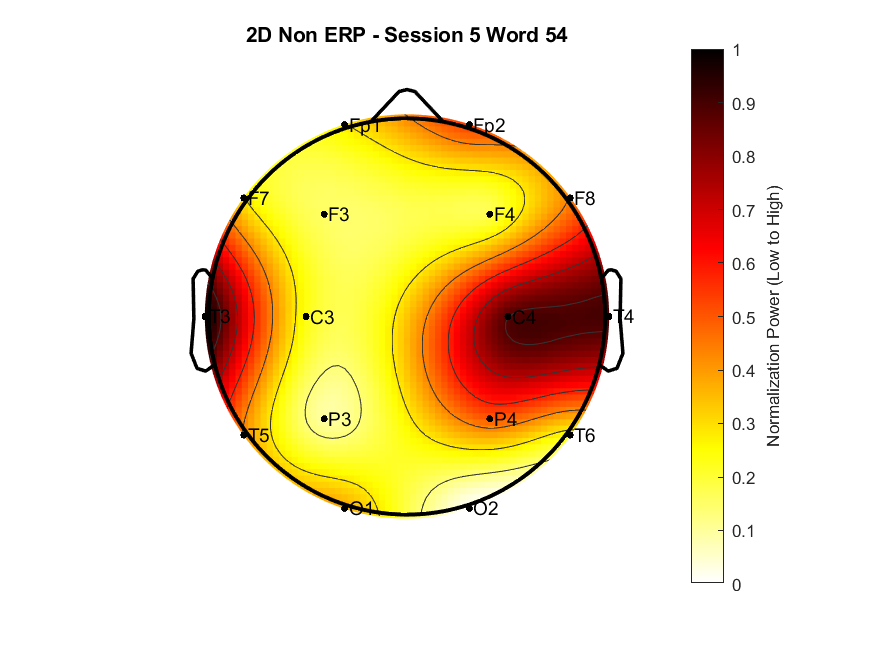 2D Non ERP - Session 5 Word 54
Fp1 Fp2
F7 F8
F3 F4
T3 C3 C4 T4
P3 P4
T5 T6
O1 O2
1
0.9
0.8
0.7
0.6
0.5
0.4
0.3
0.2
0.1
0
Normalization Power (Low to High)